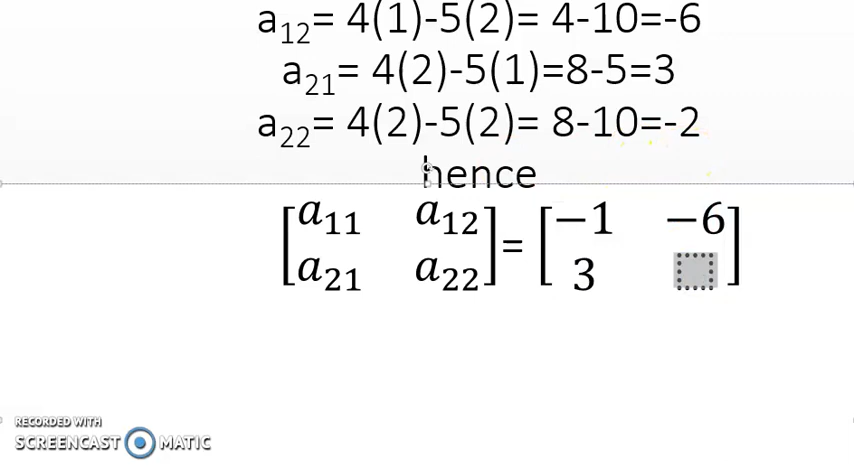 a₁₂= 4(1)-5(2)= 4-10=-6
a₂₁= 4(2)-5(1)=8-5=3
a₂₂= 4(2)-5(2)= 8-10=-2
hence
[a₁₁ a₁₂
a₂₁ a₂₂] = [−1 −6
3 ]
RECORDED WITH
SCREENCAST MATIC